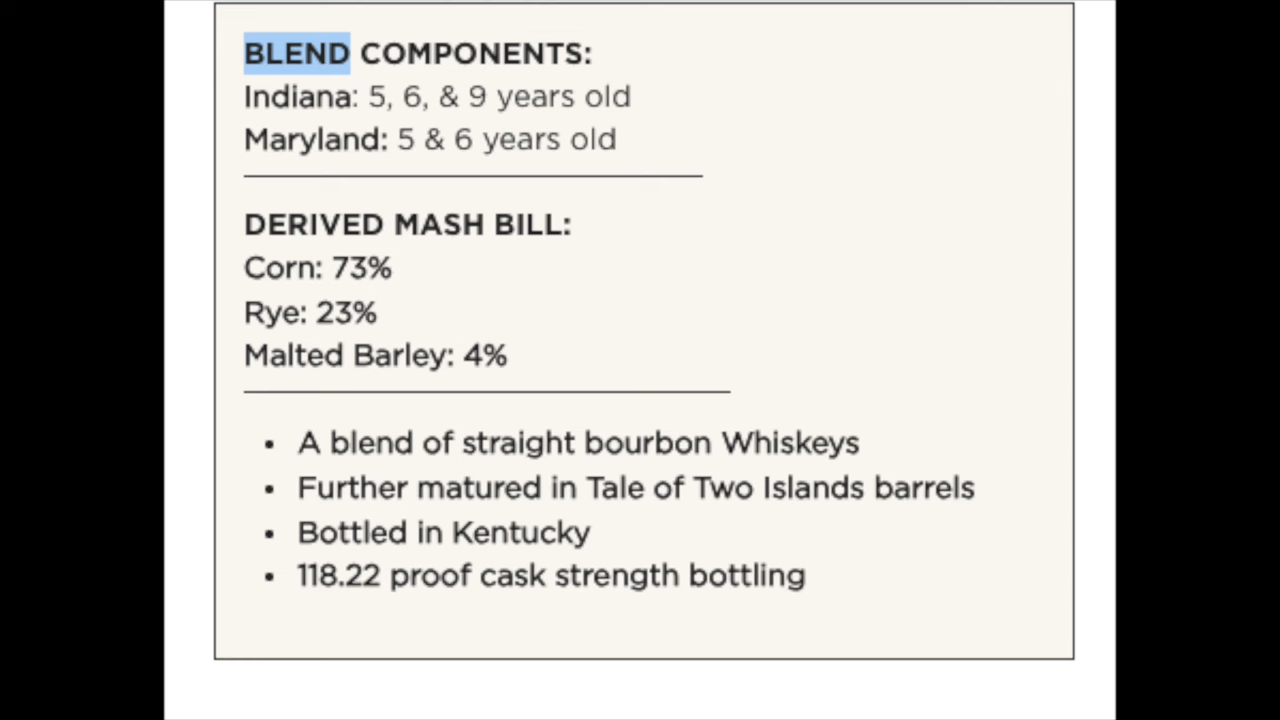 BLEND COMPONENTS:
Indiana: 5, 6, & 9 years old
Maryland: 5 & 6 years old
DERIVED MASH BILL:
Corn: 73%
Rye: 23%
Malted Barley: 4%
• A blend of straight bourbon Whiskeys
• Further matured in Tale of Two Islands barrels
• Bottled in Kentucky
• 118.22 proof cask strength bottling